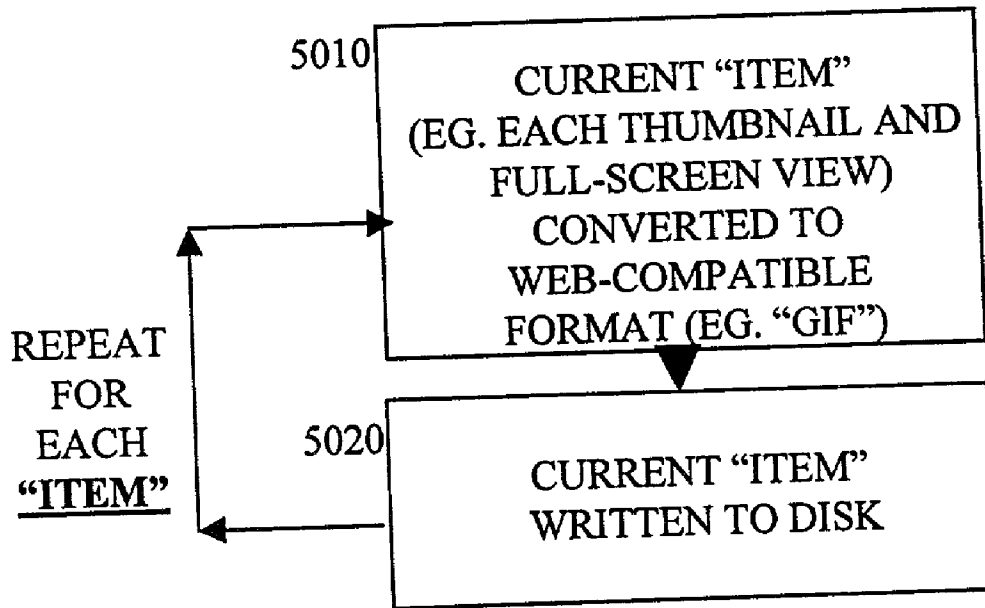 5010
CURRENT “ITEM”
(EG. EACH THUMBNAIL AND
FULL-SCREEN VIEW)
CONVERTED TO
WEB-COMPATIBLE
FORMAT (EG. “GIF”)
REPEAT
FOR
EACH
“ITEM”
5020
CURRENT “ITEM”
WRITTEN TO DISK